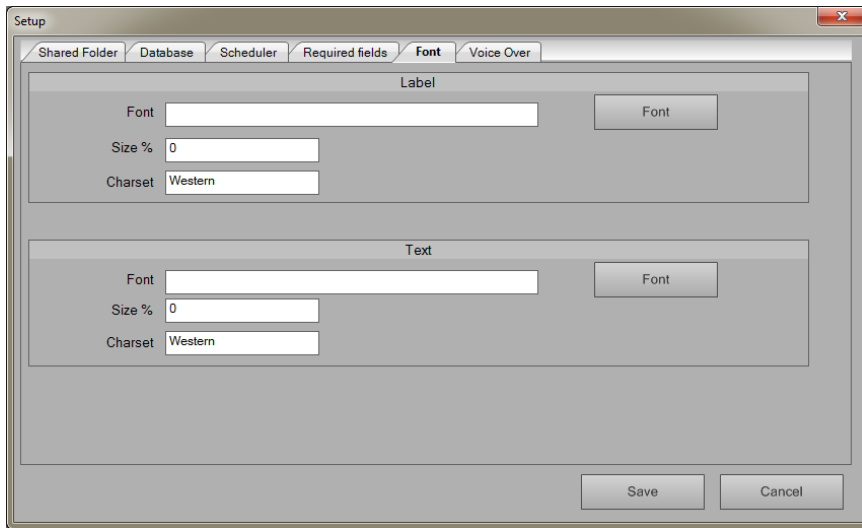 Setup
Shared Folder Database Scheduler Required fields Font Voice Over
Label
Font Font
Size % 0
Charset Western
Text
Font Font
Size % 0
Charset Western
Save Cancel